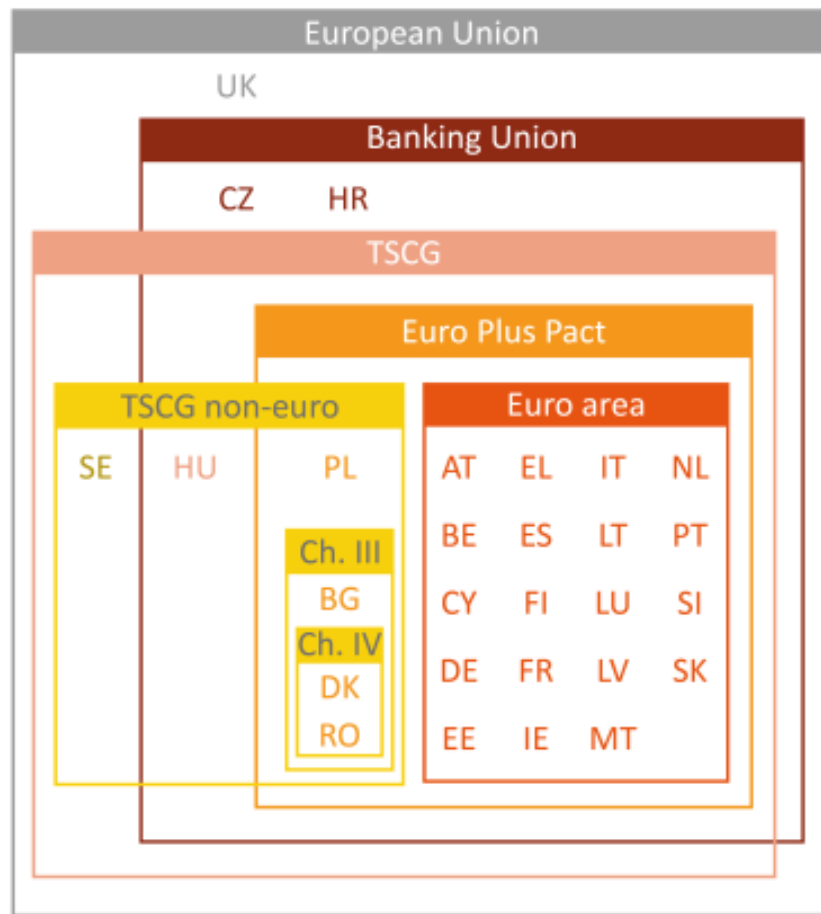 European Union
UK
Banking Union
CZ HR
TSCG
Euro Plus Pact
TSCG non-euro Euro area
SE HU PL AT EL IT NL
BE ES LT PT
Ch. III
BG CY FI LU SI
Ch. IV
DK DE FR LV SK
RO EE IE MT